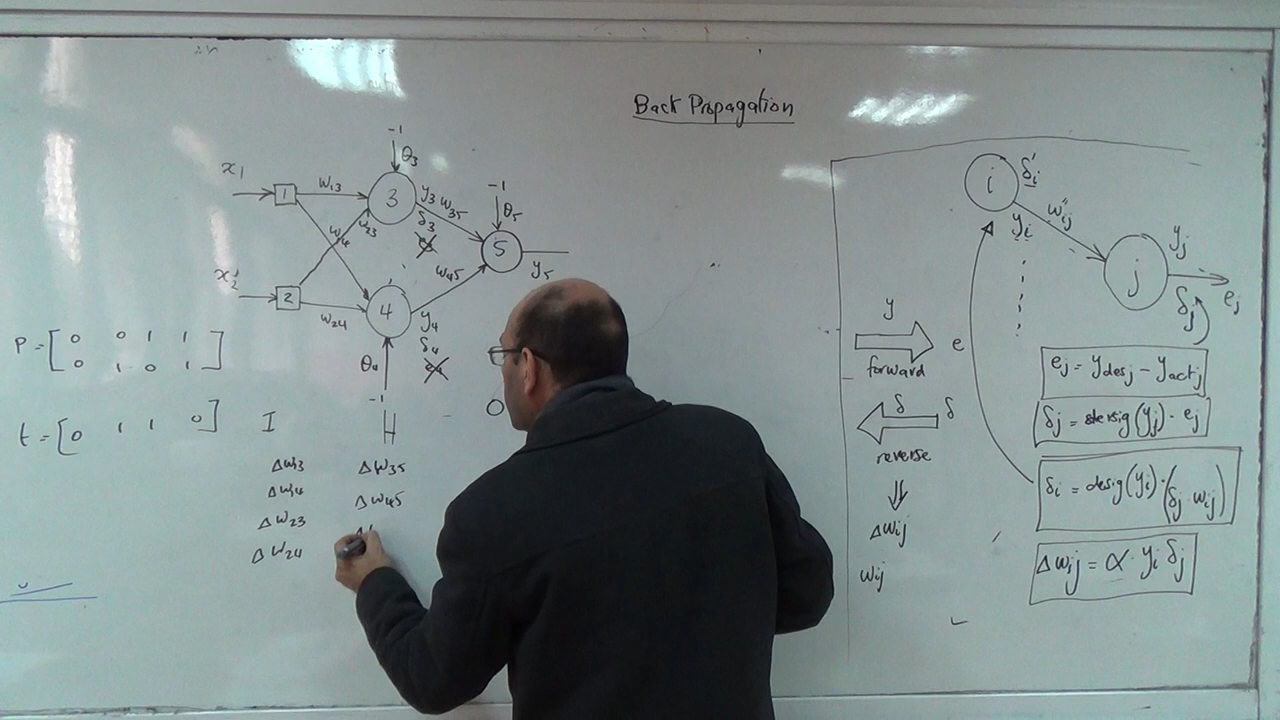 Back Propagation
-1
θ3
x1
1
w13
3
y3 w35
δ3
-1
θ5
w14
w23
5
y5
x2
2
w24
4
w45
y4
δ4
θ4
-1
P = [0 0 1 1
0 1 0 1]
t = [0 1 1 0]
I
H
O
Δw13
Δw35
Δw14
Δw45
Δw23
Δw24
i
δi
wij
yi
j
yj
δj
ej
y
forward
e
δ
δ
reverse
Δwij
wij
ej = ydesj - yactj
δj = dersig(yj) · ej
δi = desig(yi) · (δj wij)
Δwij = α · yi δj